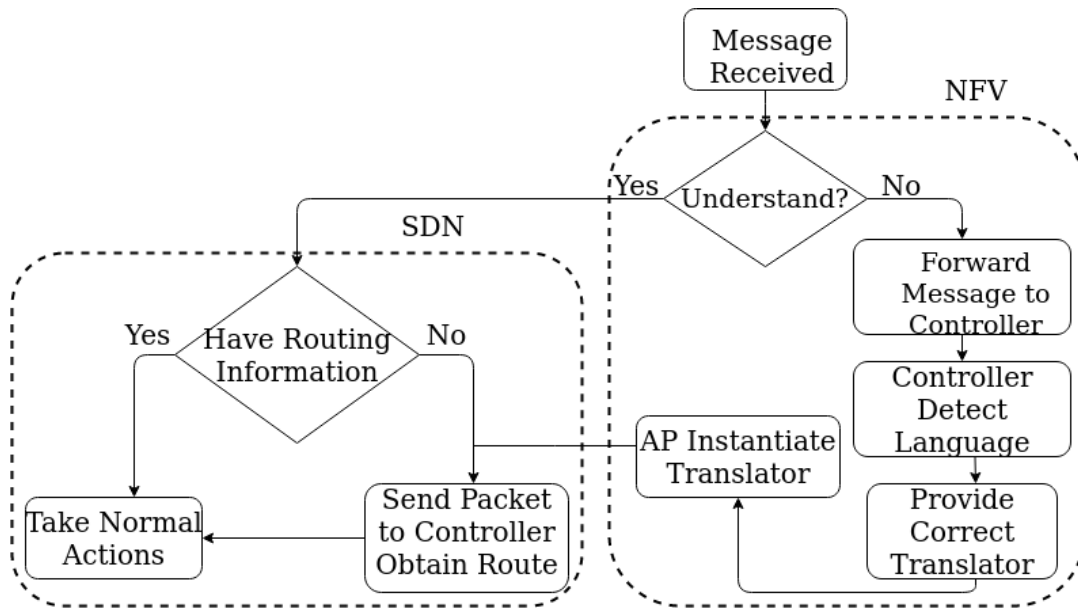 Message
Received
NFV
Yes
Understand?
No
SDN
Forward
Message to
Controller
Yes
Have Routing
Information
No
Controller
Detect
Language
AP Instantiate
Translator
Take Normal
Actions
Send Packet
to Controller
Obtain Route
Provide
Correct
Translator